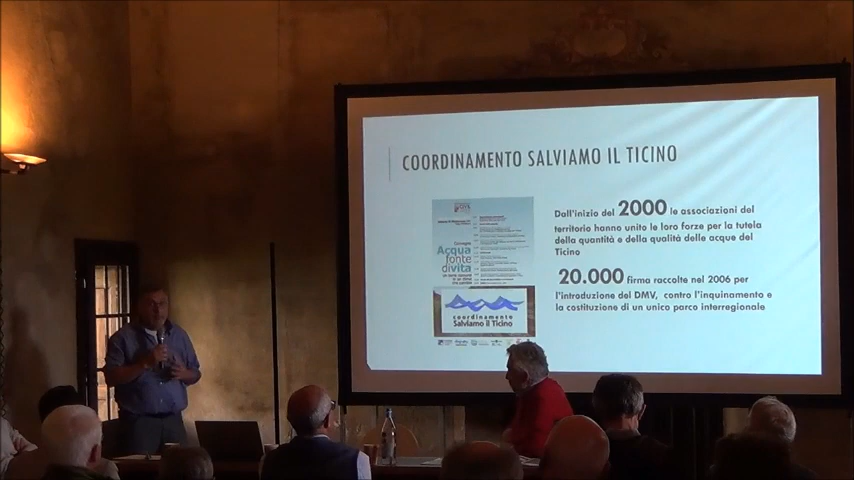 COORDINAMENTO SALVIAMO IL TICINO
Dall'inizio del 2000 le associazioni del
territorio hanno unito le loro forze per la tutela
della quantità e della qualità delle acque del
Ticino
20.000 firma raccolte nel 2006 per
l'introduzione del DMV, contro l'inquinamento e
la costituzione di un unico parco interregionale
Convegno
Acqua
fonte
divita
coordinamento
Salviamo il Ticino